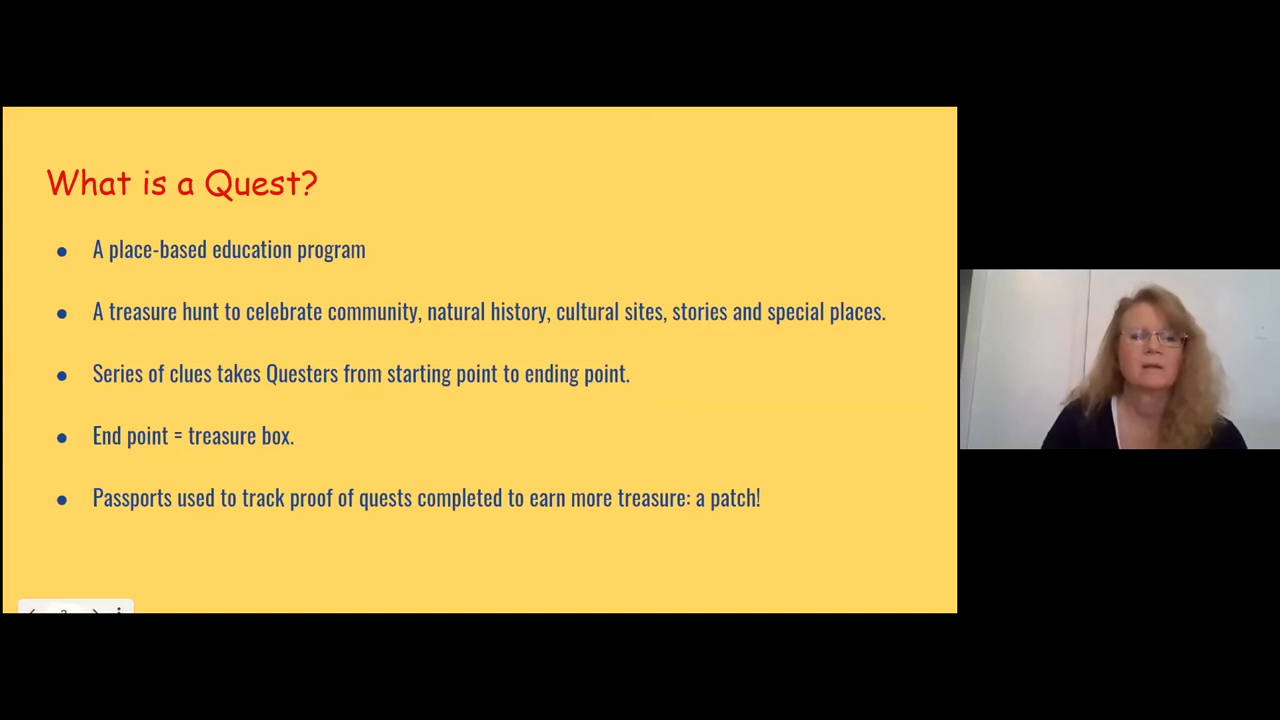 What is a Quest?
● A place-based education program
● A treasure hunt to celebrate community, natural history, cultural sites, stories and special places.
● Series of clues takes Questers from starting point to ending point.
● End point = treasure box.
● Passports used to track proof of quests completed to earn more treasure: a patch!